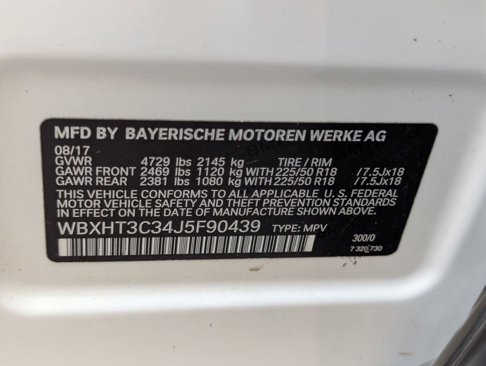 MFD BY BAYERISCHE MOTOREN WERKE AG
08/17
GVWR 4729 lbs 2145 kg TIRE / RIM
GAWR FRONT 2469 lbs 1120 kg WITH 225/50 R18 /7.5Jx18
GAWR REAR 2381 lbs 1080 kg WITH 225/50 R18 /7.5Jx18
THIS VEHICLE CONFORMS TO ALL APPLICABLE U.S. FEDERAL
MOTOR VEHICLE SAFETY AND THEFT PREVENTION STANDARDS
IN EFFECT ON THE DATE OF MANUFACTURE SHOWN ABOVE.
WBXHT3C34J5F90439 TYPE: MPV
300/0